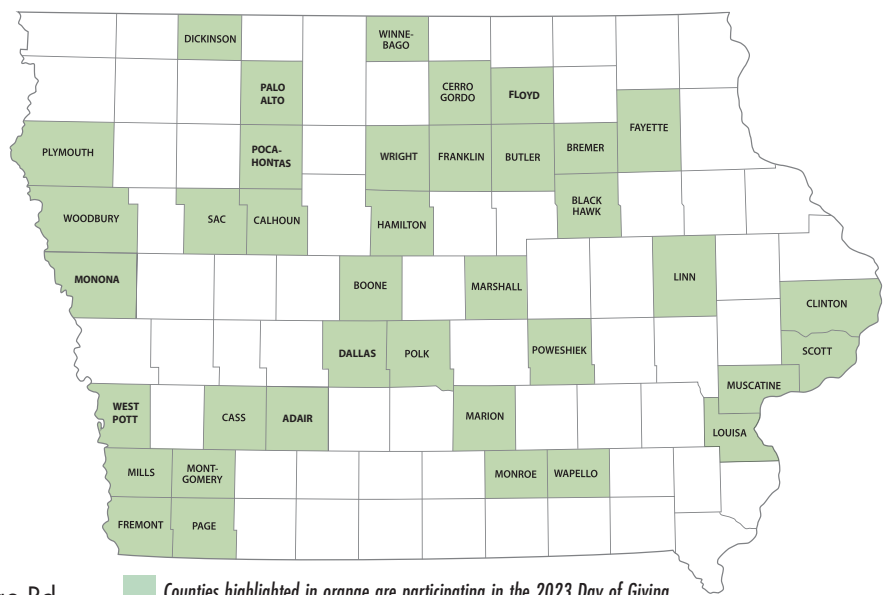 DICKINSON
WINNE-
BAGO
PALO
ALTO
CERRO
GORDO
FLOYD
FAYETTE
PLYMOUTH
POCA-
HONTAS
WRIGHT
FRANKLIN
BUTLER
BREMER
WOODBURY
SAC
CALHOUN
HAMILTON
BLACK
HAWK
MONONA
BOONE
MARSHALL
LINN
CLINTON
DALLAS
POLK
POWESHIEK
SCOTT
WEST
POTT
CASS
ADAIR
MARION
MUSCATINE
LOUISA
MILLS
MONT-
GOMERY
MONROE
WAPELLO
FREMONT
PAGE
Rd
Counties highlighted in orange are participating in the 2023 Day of Giving